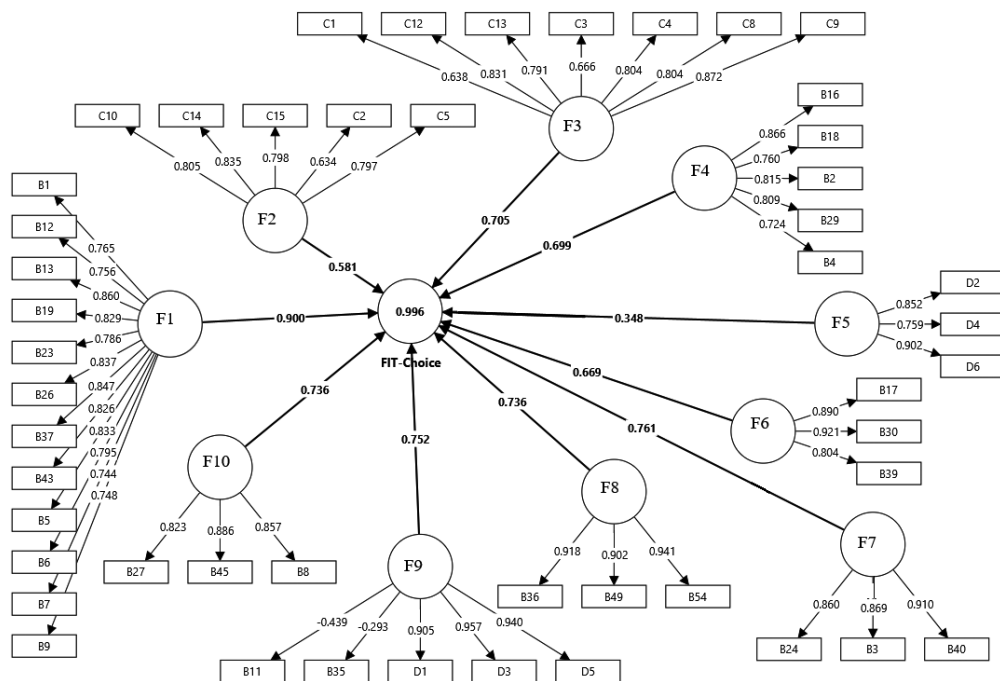 C1
C12
C13
C3
C4
C8
C9
0.638
0.831
0.791
0.666
0.804
0.804
0.872
F3
C10
C14
C15
C2
C5
0.805
0.835
0.798
0.634
0.797
F2
B16
B18
B2
B29
B4
0.866
0.760
0.815
0.809
0.724
F4
B1
B12
B13
B19
B23
B26
B37
B43
B5
B6
B7
B9
0.765
0.756
0.860
0.829
0.786
0.837
0.847
0.826
0.833
0.795
0.744
0.748
F1
0.705
0.699
0.581
0.900
0.996
FIT-Choice
0.348
F5
0.852
0.759
0.902
D2
D4
D6
0.669
F6
0.890
0.921
0.804
B17
B30
B39
0.736
F10
0.823
0.886
0.857
B27
B45
B8
0.752
F9
-0.439
-0.293
0.905
0.957
0.940
B11
B35
D1
D3
D5
0.736
F8
0.918
0.902
0.941
B36
B49
B54
0.761
F7
0.860
0.869
0.910
B24
B3
B40